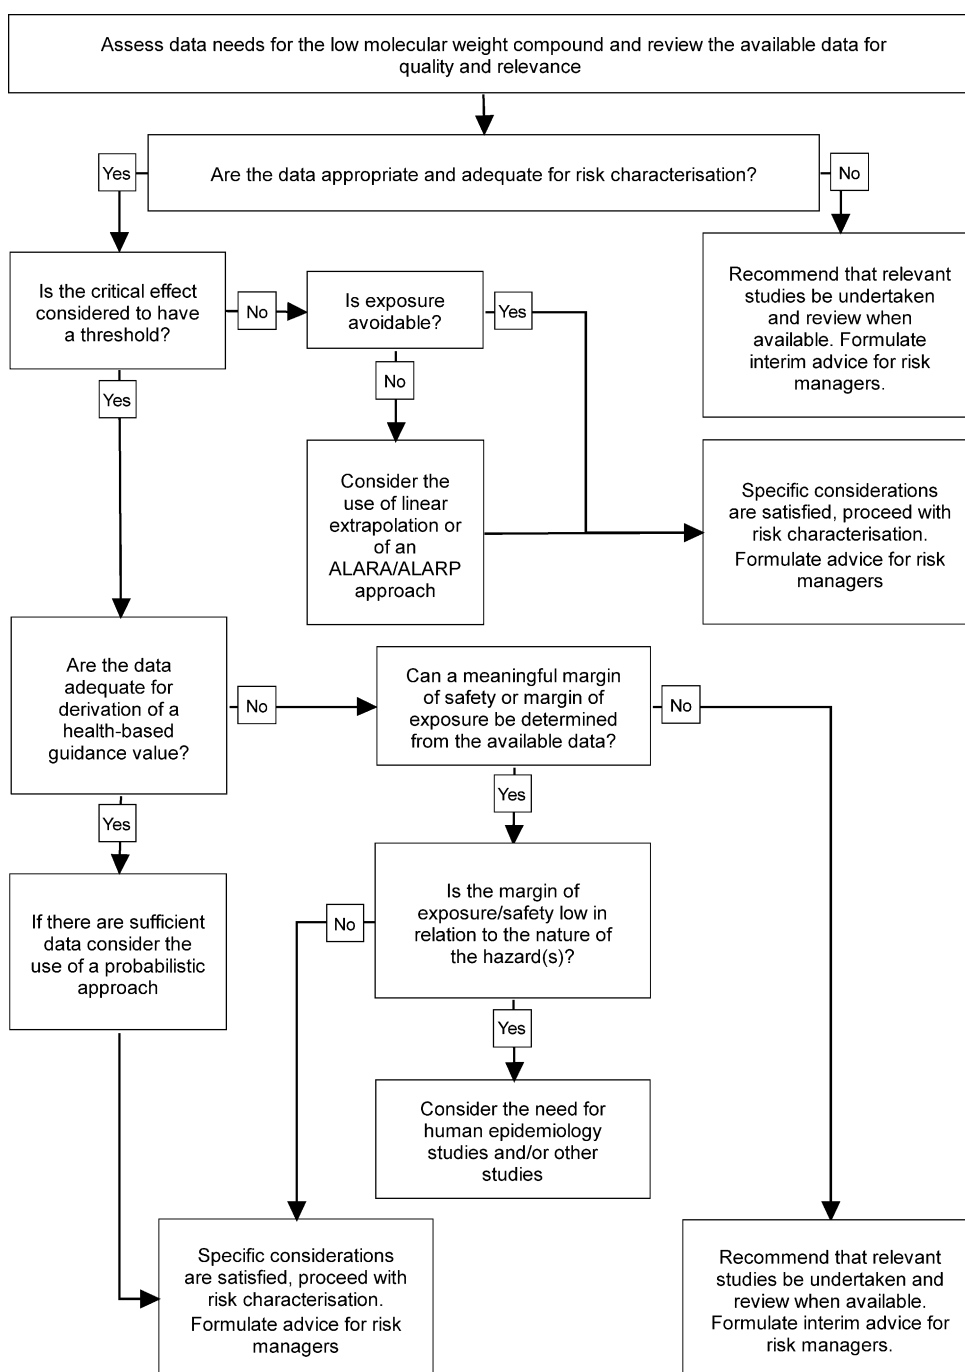 Assess data needs for the low molecular weight compound and review the available data for
quality and relevance
Yes
Are the data appropriate and adequate for risk characterisation?
No
Is the critical effect
considered to have
a threshold?
No
Is exposure
avoidable?
Yes
Recommend that relevant
studies be undertaken
and review when
available. Formulate
interim advice for risk
managers.
Yes
No
Consider the
use of linear
extrapolation or
of an
ALARA/ALARP
approach
Specific considerations
are satisfied, proceed with
risk characterisation.
Formulate advice for risk
managers
Are the data
adequate for
derivation of a
health-based
guidance value?
No
Can a meaningful margin
of safety or margin of
exposure be determined
from the available data?
No
Yes
Yes
If there are sufficient
data consider the
use of a probabilistic
approach
No
Is the margin of
exposure/safety low in
relation to the nature of
the hazard(s)?
Yes
Consider the need for
human epidemiology
studies and/or other
studies
Specific considerations
are satisfied, proceed with
risk characterisation.
Formulate advice for risk
managers
Recommend that relevant
studies be undertaken and
review when available.
Formulate interim advice for
risk managers.